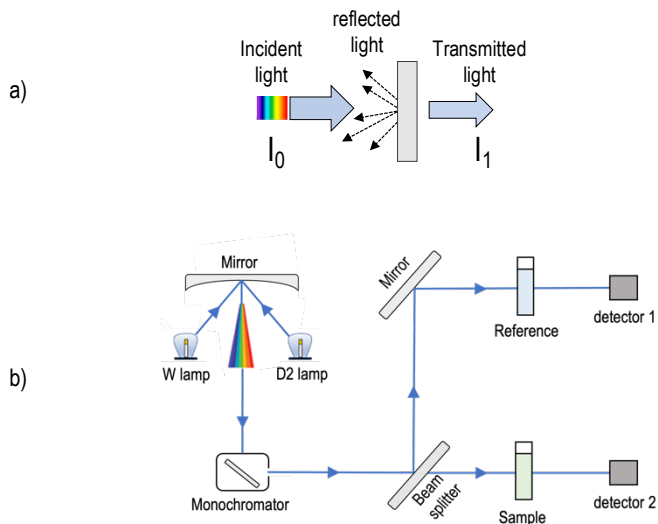 a)
Incident
light
reflected
light
Transmitted
light
I0
I1
b)
Mirror
W lamp
D2 lamp
Monochromator
Mirror
Beam
splitter
Reference
detector 1
Sample
detector 2